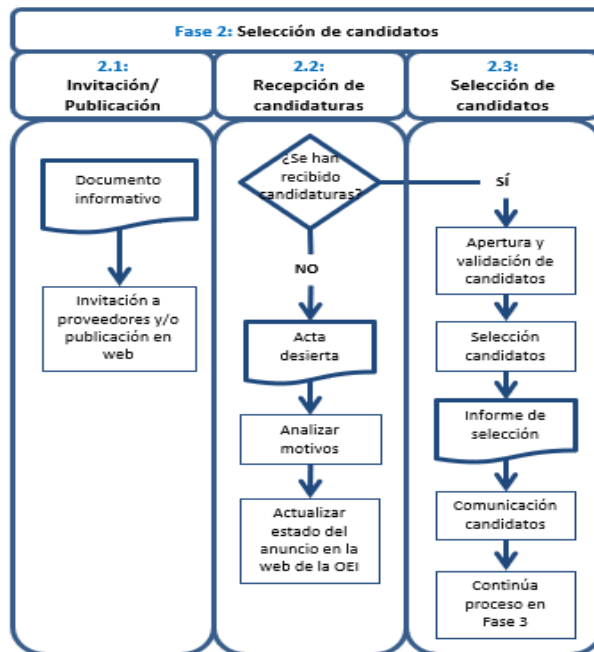 Fase 2: Selección de candidatos
2.1:
Invitación/
Publicación
2.2:
Recepción de
candidaturas
2.3:
Selección de
candidatos
Documento
informativo
Invitación a
proveedores y/o
publicación en
web
¿Se han
recibido
candidaturas?
NO
Acta
desierta
Analizar
motivos
Actualizar
estado del
anuncio en la
web de la OEI
SÍ
Apertura y
validación de
candidatos
Selección
candidatos
Informe de
selección
Comunicación
candidatos
Continúa
proceso en
Fase 3